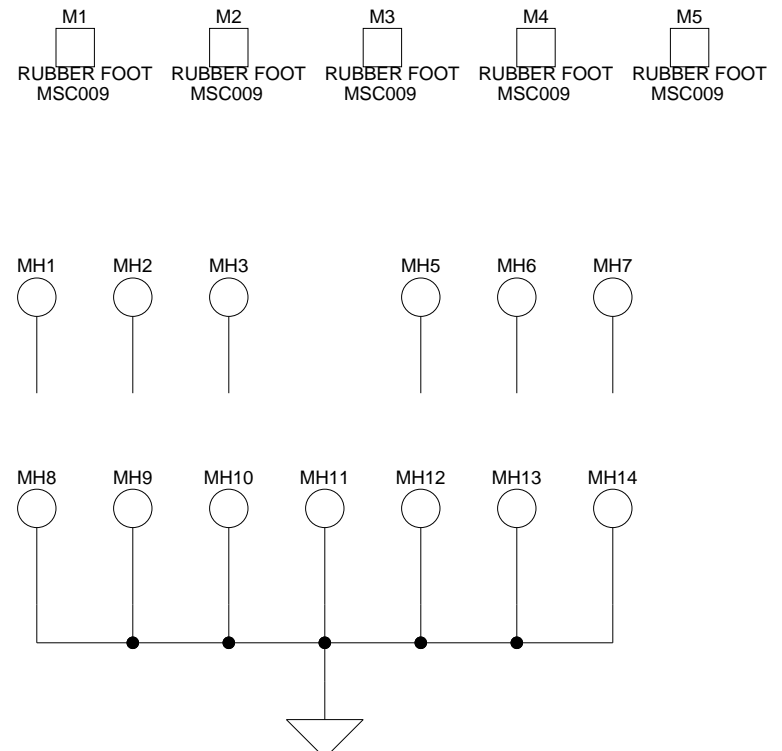 M1 M2 M3 M4 M5
RUBBER FOOT RUBBER FOOT RUBBER FOOT RUBBER FOOT RUBBER FOOT
MSC009 MSC009 MSC009 MSC009 MSC009
MH1 MH2 MH3 MH5 MH6 MH7
MH8 MH9 MH10 MH11 MH12 MH13 MH14